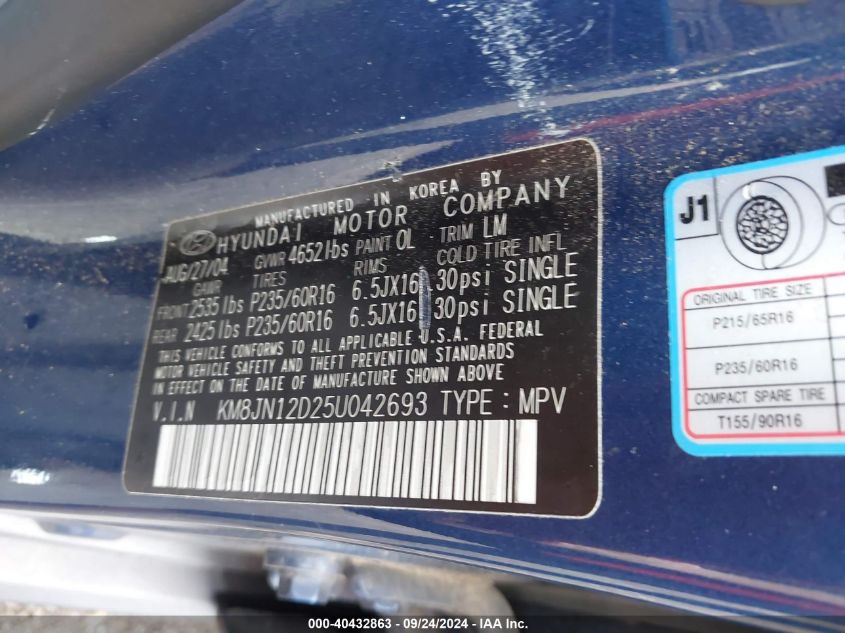 MANUFACTURED IN KOREA BY
HYUNDAI MOTOR COMPANY
AUG/27/04 GVWR 4652lbs PAINT OL TRIM LM
GAWR TIRES RIMS COLD TIRE INFL
FRONT 2535 lbs P235/60R16 6.5JX16 30psi SINGLE
REAR 2425 lbs P235/60R16 6.5JX16 30psi SINGLE
THIS VEHICLE CONFORMS TO ALL APPLICABLE U.S.A. FEDERAL
MOTOR VEHICLE SAFETY AND THEFT PREVENTION STANDARDS
IN EFFECT ON THE DATE OF MANUFACTURE SHOWN ABOVE
V.I.N KM8JN12D25U042693 TYPE : MPV
J1
ORIGINAL TIRE SIZE
P215/65R16
P235/60R16
COMPACT SPARE TIRE
T155/90R16
000-40432863 - 09/24/2024 - IAA Inc.